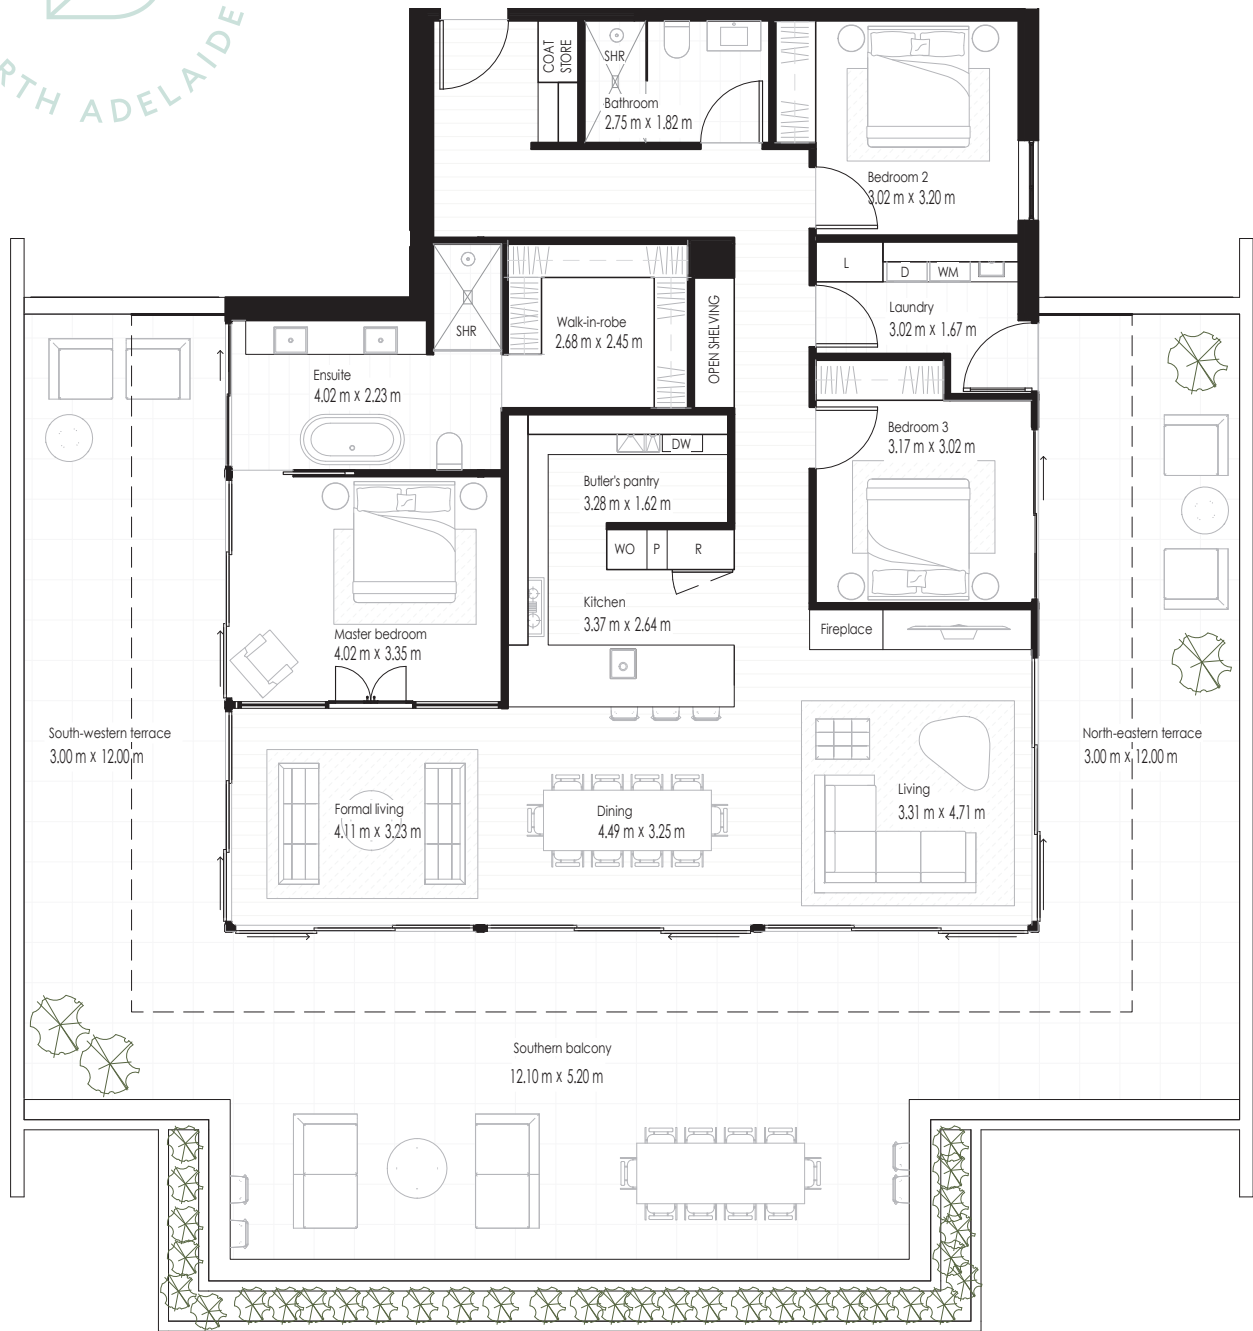 RTH ADELAIDE
COAT
STORE
SHR
Bathroom
2.75 m x 1.82 m
Bedroom 2
3.02 m x 3.20 m
L
D
WM
Laundry
3.02 m x 1.67 m
SHR
Walk-in-robe
2.68 m x 2.45 m
OPEN SHELVING
Ensuite
4.02 m x 2.23 m
Bedroom 3
3.17 m x 3.02 m
DW
Butler's pantry
3.28 m x 1.62 m
WO
P
R
Kitchen
3.37 m x 2.64 m
Fireplace
Master bedroom
4.02 m x 3.35 m
South-western terrace
3.00 m x 12.00 m
North-eastern terrace
3.00 m x 12.00 m
Formal living
4.11 m x 3.23 m
Dining
4.49 m x 3.25 m
Living
3.31 m x 4.71 m
Southern balcony
12.10 m x 5.20 m